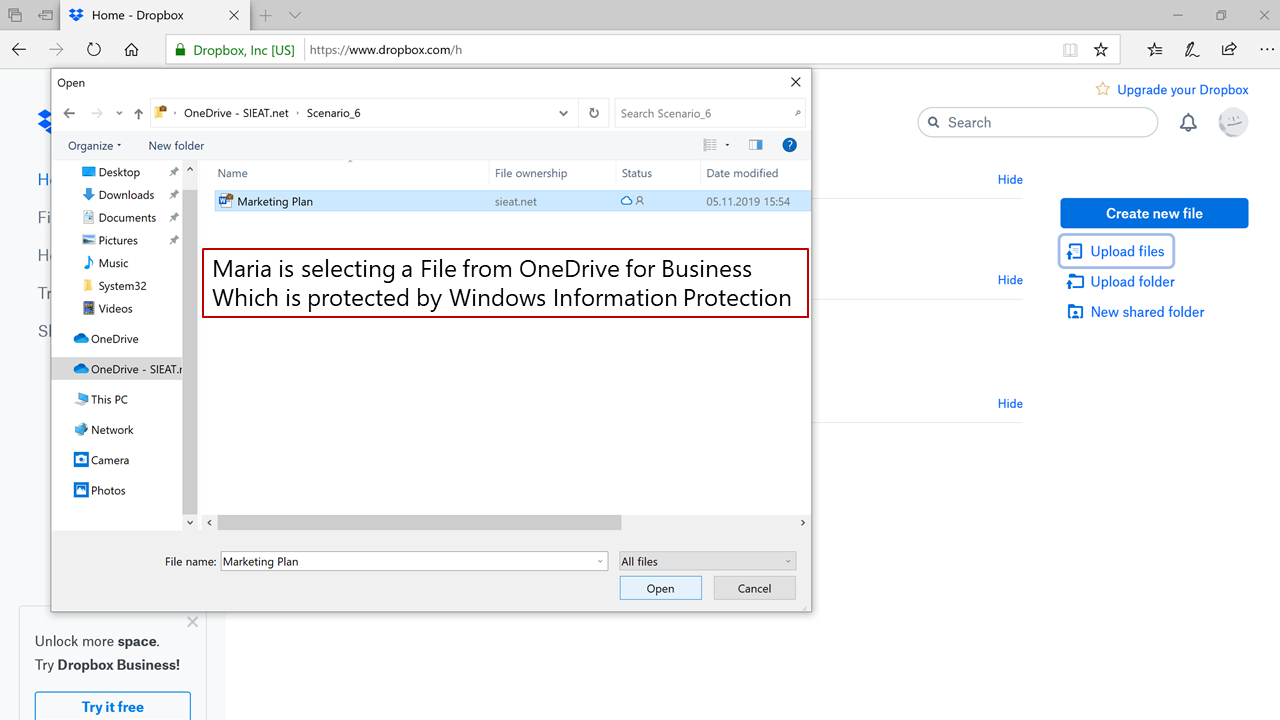 Home - Dropbox
Dropbox, Inc [US]
https://www.dropbox.com/h
Open
OneDrive - SIEAT.net
Scenario_6
Search Scenario_6
Organize
New folder
Desktop
Downloads
Documents
Pictures
Music
System32
Videos
OneDrive
OneDrive - SIEAT.r
This PC
Network
Camera
Photos
Name
File ownership
Status
Date modified
Marketing Plan
sieat.net
05.11.2019 15:54
Maria is selecting a File from OneDrive for Business
Which is protected by Windows Information Protection
File name:
Marketing Plan
All files
Open
Cancel
Upgrade your Dropbox
Search
Hide
Hide
Hide
Create new file
Upload files
Upload folder
New shared folder
Unlock more space.
Try Dropbox Business!
Try it free